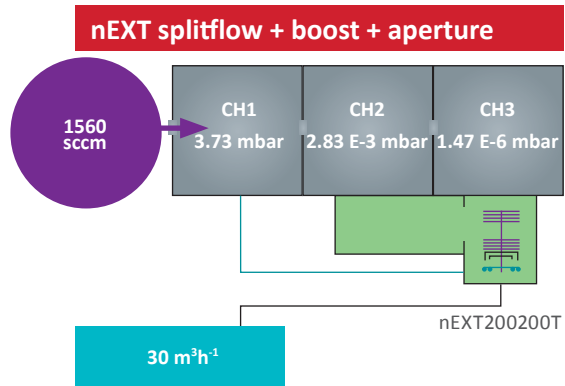 nEXT splitflow + boost + aperture
1560
sccm
CH1
3.73 mbar
CH2
2.83 E-3 mbar
CH3
1.47 E-6 mbar
nEXT200200T
30 m³h⁻¹